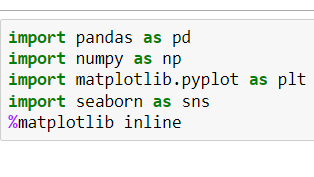 import pandas as pd
import numpy as np
import matplotlib.pyplot as plt
import seaborn as sns
%matplotlib inline